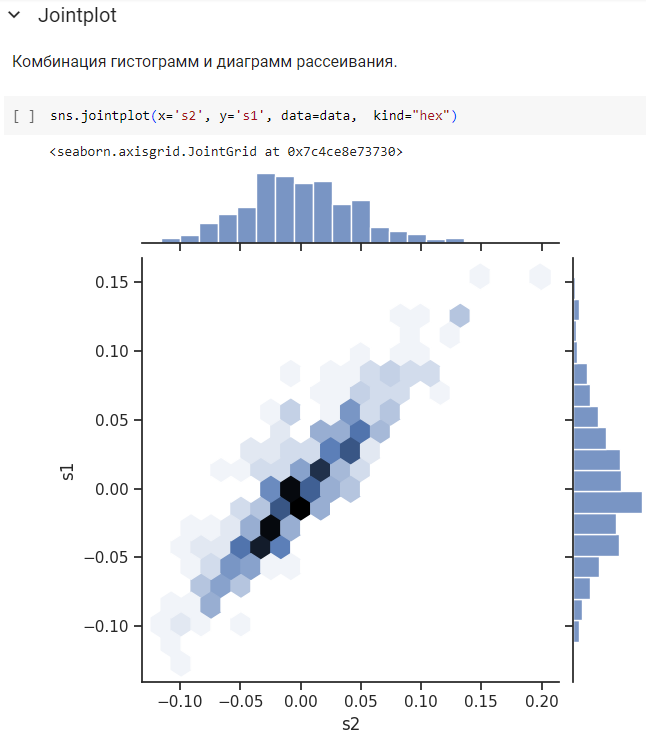 Jointplot
Комбинация гистограмм и диаграмм рассеивания.
[ ] sns.jointplot(x='s2', y='s1', data=data,  kind="hex")
<seaborn.axisgrid.JointGrid at 0x7c4ce8e73730>
0.15
0.10
0.05
0.00
−0.05
−0.10
s1
−0.10 −0.05 0.00 0.05 0.10 0.15 0.20
s2